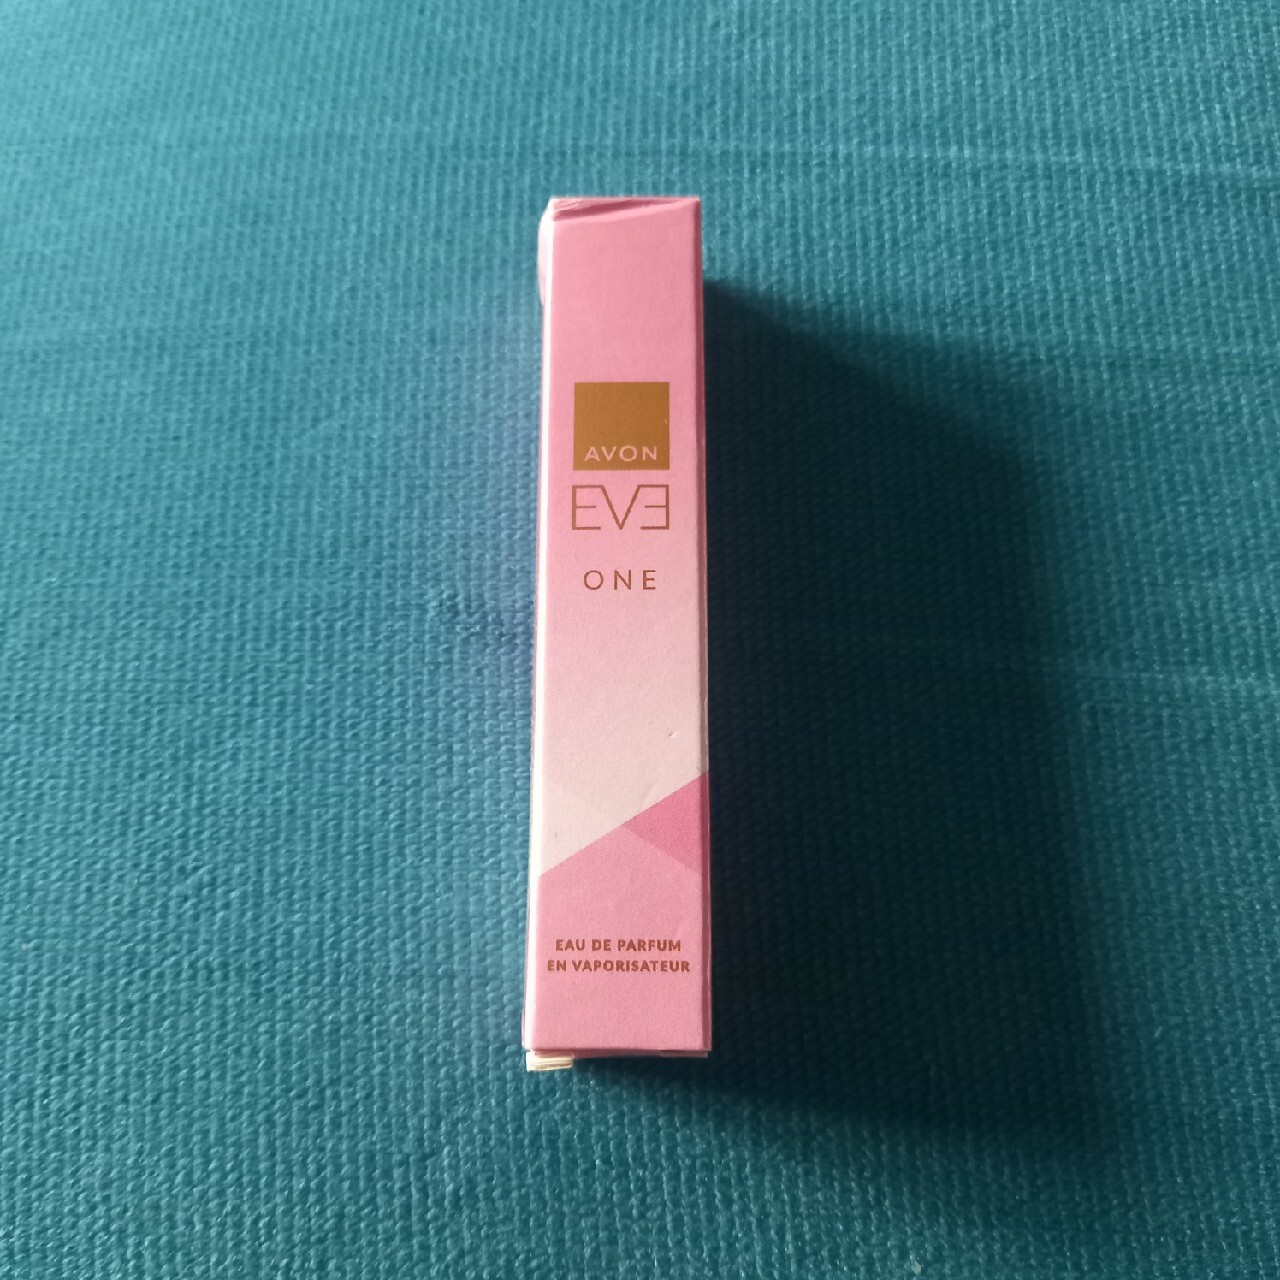 AVON
EVE
ONE
EAU DE PARFUM
EN VAPORISATEUR